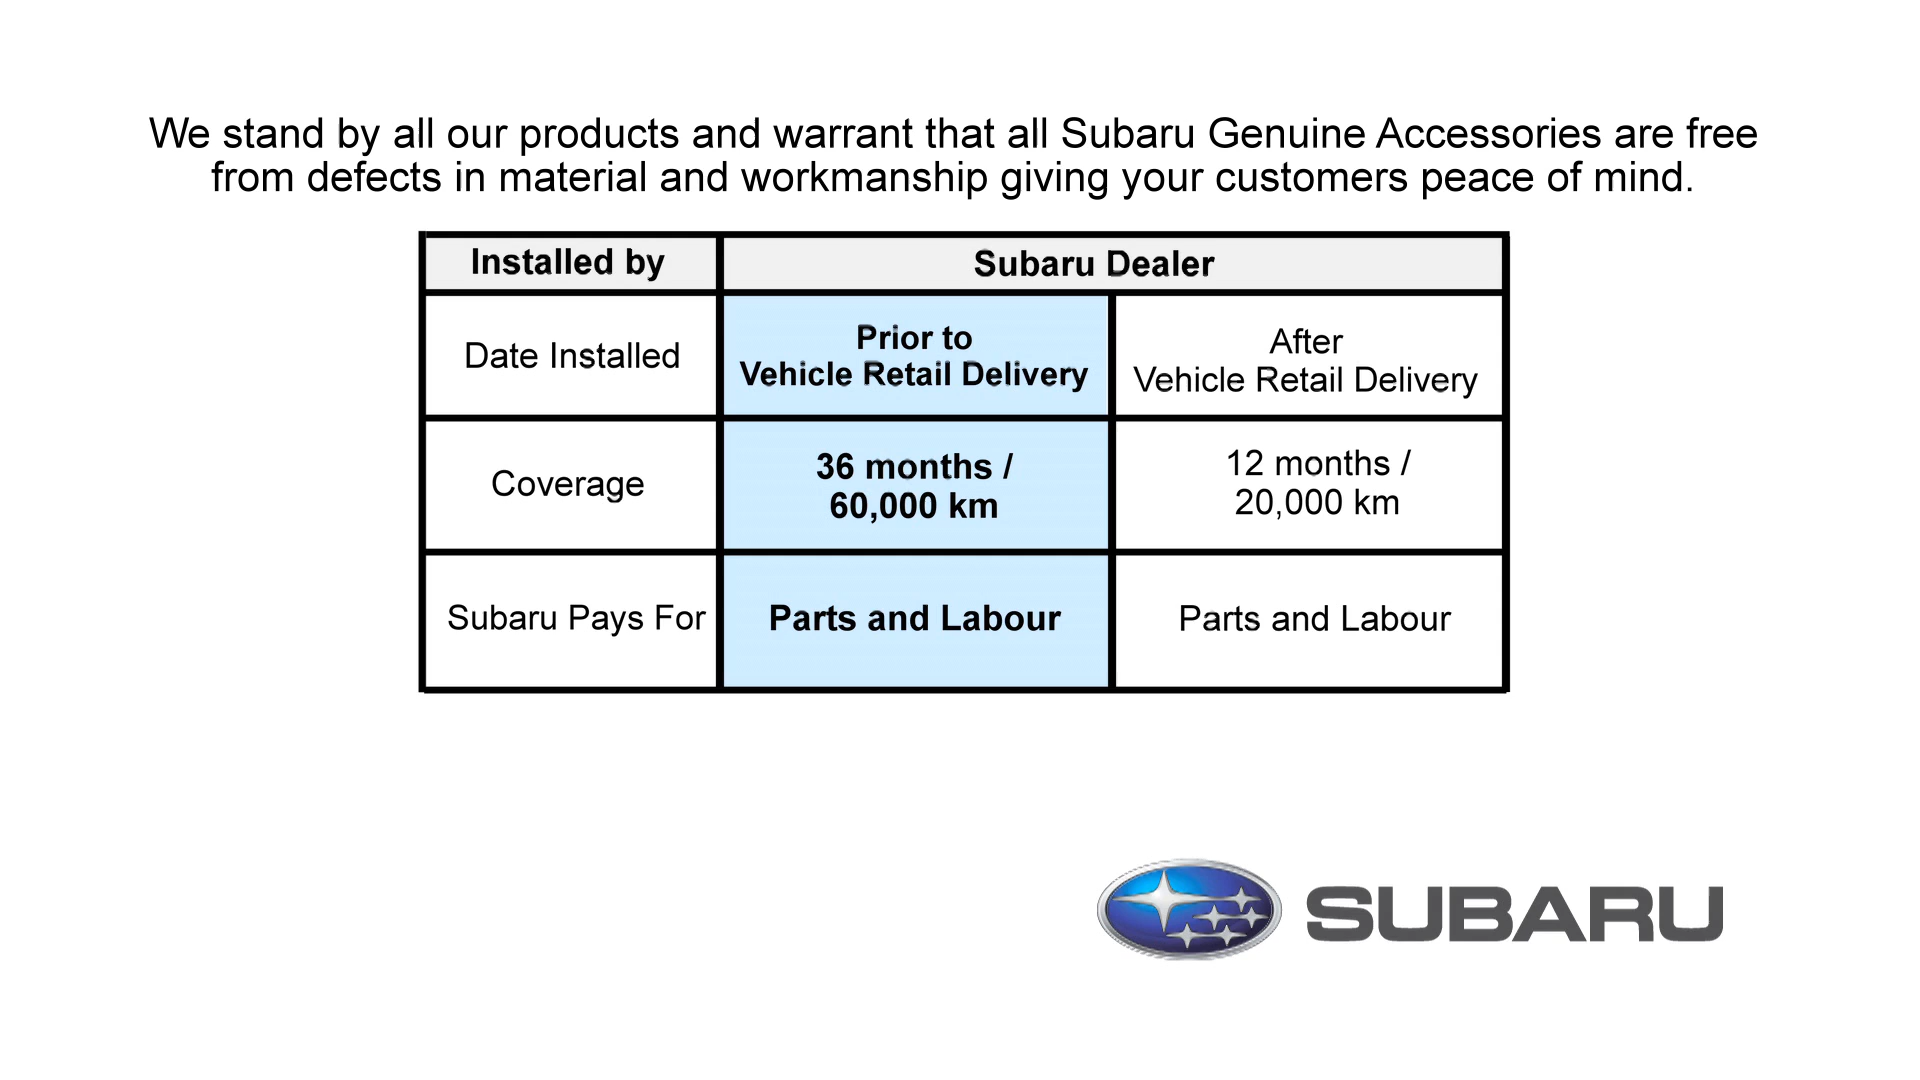 We stand by all our products and warrant that all Subaru Genuine Accessories are free
from defects in material and workmanship giving your customers peace of mind.
Installed by
Subaru Dealer
Date Installed
Prior to
Vehicle Retail Delivery
After
Vehicle Retail Delivery
Coverage
36 months /
60,000 km
12 months /
20,000 km
Subaru Pays For
Parts and Labour
Parts and Labour
SUBARU